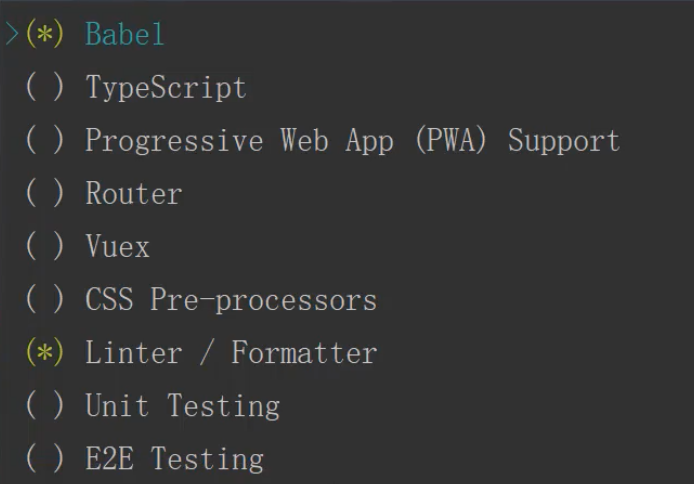 >(*) Babel
( ) TypeScript
( ) Progressive Web App (PWA) Support
( ) Router
( ) Vuex
( ) CSS Pre-processors
(*) Linter / Formatter
( ) Unit Testing
( ) E2E Testing